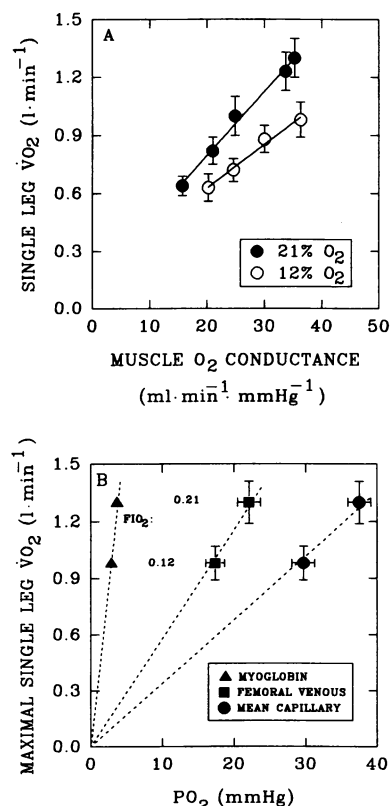 A
SINGLE LEG V̇O₂ (l·min⁻¹)
1.5
1.2
0.9
0.6
0.3
0.0
● 21% O₂
○ 12% O₂
0 10 20 30 40 50
MUSCLE O₂ CONDUCTANCE
(ml·min⁻¹·mmHg⁻¹)
B
MAXIMAL SINGLE LEG V̇O₂ (l·min⁻¹)
1.5
1.2
0.9
0.6
0.3
0.0
FIO₂: 0.21
0.12
▲ MYOGLOBIN
■ FEMORAL VENOUS
● MEAN CAPILLARY
0 10 20 30 40
PO₂ (mmHg)